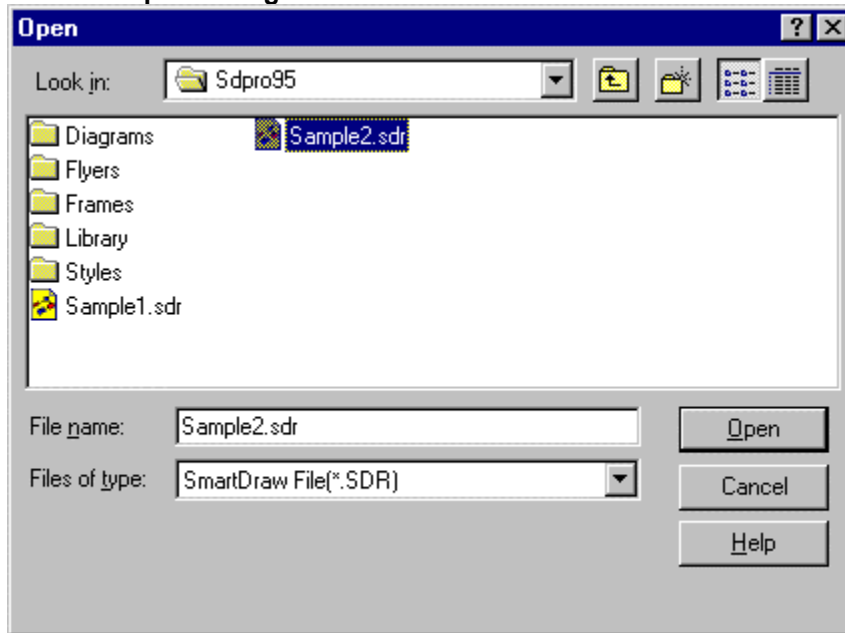 Open
Look in: Sdpro95
Diagrams Sample2.sdr
Flyers
Frames
Library
Styles
Sample1.sdr
File name: Sample2.sdr Open
Files of type: SmartDraw File(*.SDR) Cancel
Help